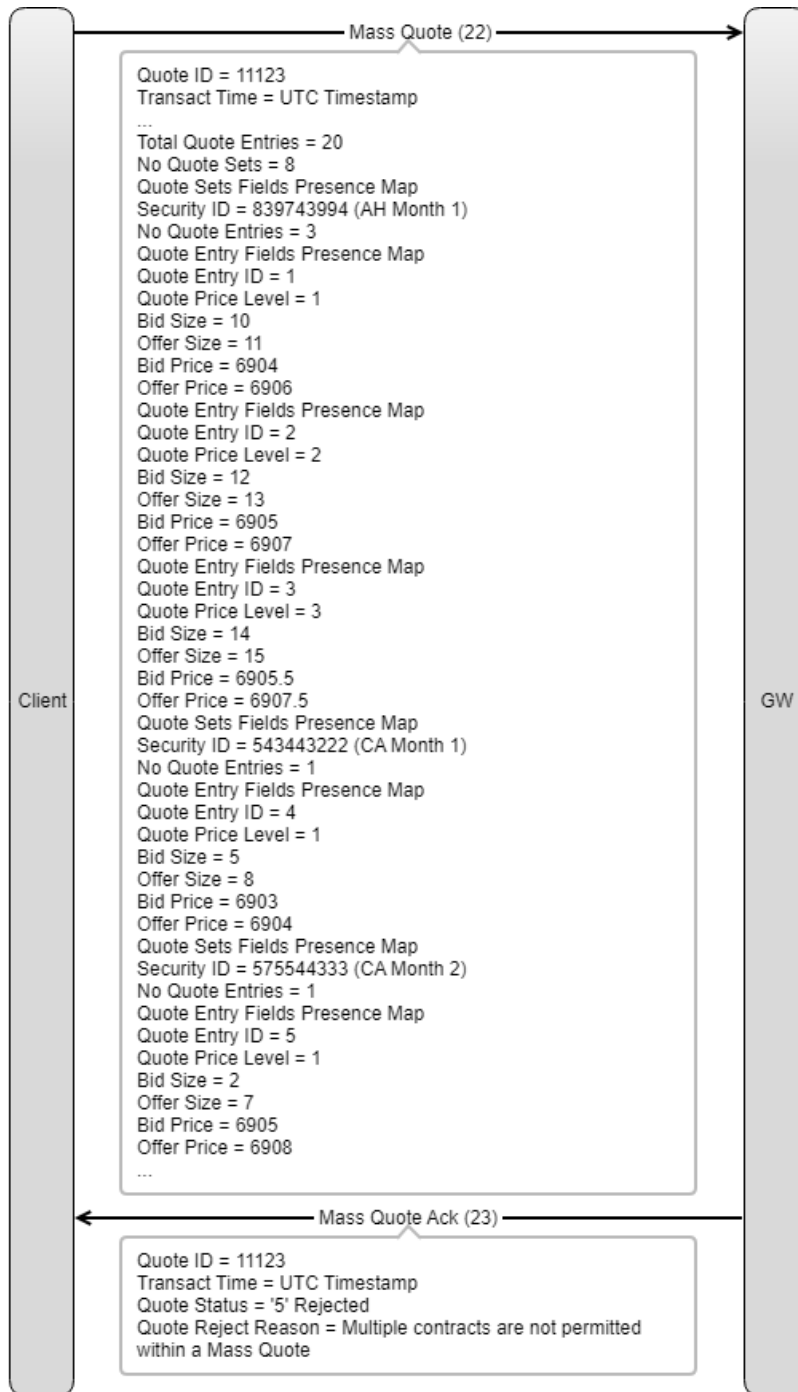 Mass Quote (22)
Quote ID = 11123
Transact Time = UTC Timestamp
...
Total Quote Entries = 20
No Quote Sets = 8
Quote Sets Fields Presence Map
Security ID = 839743994 (AH Month 1)
No Quote Entries = 3
Quote Entry Fields Presence Map
Quote Entry ID = 1
Quote Price Level = 1
Bid Size = 10
Offer Size = 11
Bid Price = 6904
Offer Price = 6906
Quote Entry Fields Presence Map
Quote Entry ID = 2
Quote Price Level = 2
Bid Size = 12
Offer Size = 13
Bid Price = 6905
Offer Price = 6907
Quote Entry Fields Presence Map
Quote Entry ID = 3
Quote Price Level = 3
Bid Size = 14
Offer Size = 15
Bid Price = 6905.5
Offer Price = 6907.5
Client
GW
Quote Sets Fields Presence Map
Security ID = 543443222 (CA Month 1)
No Quote Entries = 1
Quote Entry Fields Presence Map
Quote Entry ID = 4
Quote Price Level = 1
Bid Size = 5
Offer Size = 8
Bid Price = 6903
Offer Price = 6904
Quote Sets Fields Presence Map
Security ID = 575544333 (CA Month 2)
No Quote Entries = 1
Quote Entry Fields Presence Map
Quote Entry ID = 5
Quote Price Level = 1
Bid Size = 2
Offer Size = 7
Bid Price = 6905
Offer Price = 6908
...
Mass Quote Ack (23)
Quote ID = 11123
Transact Time = UTC Timestamp
Quote Status = '5' Rejected
Quote Reject Reason = Multiple contracts are not permitted
within a Mass Quote